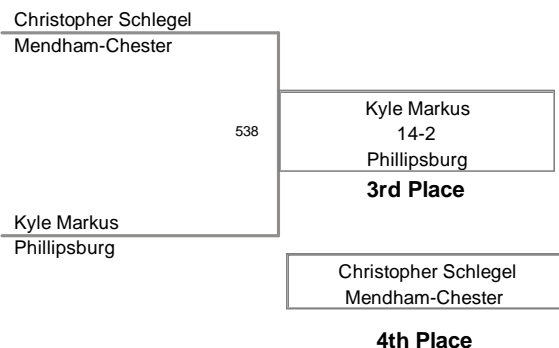 Christopher Schlegel
Mendham-Chester
538
Kyle Markus
14-2
Phillipsburg
3rd Place
Kyle Markus
Phillipsburg
Christopher Schlegel
Mendham-Chester
4th Place